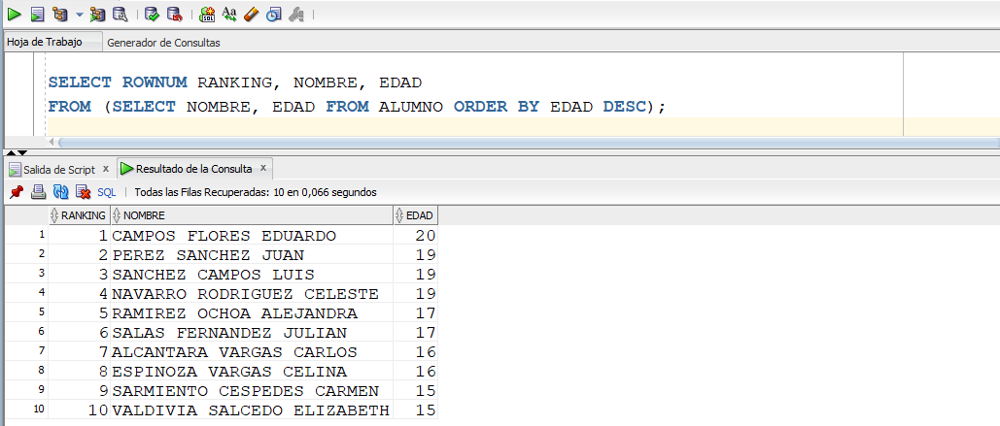 SQL
Aa
Hoja de Trabajo Generador de Consultas
SELECT ROWNUM RANKING, NOMBRE, EDAD
FROM (SELECT NOMBRE, EDAD FROM ALUMNO ORDER BY EDAD DESC);
Salida de Script x Resultado de la Consulta x
SQL | Todas las Filas Recuperadas: 10 en 0,066 segundos
RANKING NOMBRE EDAD
1 1 CAMPOS FLORES EDUARDO 20
2 2 PEREZ SANCHEZ JUAN 19
3 3 SANCHEZ CAMPOS LUIS 19
4 4 NAVARRO RODRIGUEZ CELESTE 19
5 5 RAMIREZ OCHOA ALEJANDRA 17
6 6 SALAS FERNANDEZ JULIAN 17
7 7 ALCANTARA VARGAS CARLOS 16
8 8 ESPINOZA VARGAS CELINA 16
9 9 SARMIENTO CESPEDES CARMEN 15
10 10 VALDIVIA SALCEDO ELIZABETH 15